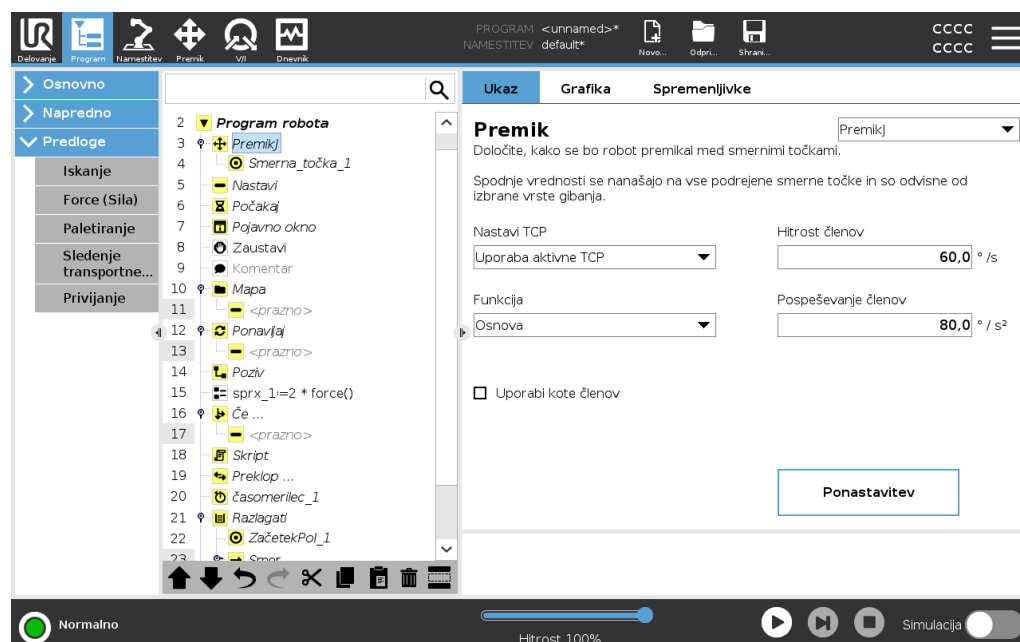 PROGRAM <unnamed>*
NAMESTITEV default*
cccc
cccc
Delovanje
Program
Namestitev
Premik
V/I
Dnevnik
Novo...
Odpri...
Shrani...
Osnovno
Napredno
Predloge
Iskanje
Force (Sila)
Paletiranje
Sledenje
transportne...
Privijanje
2 Program robota
3 PremikJ
4 Smerna_točka_1
5 Nastavi
6 Počakaj
7 Pojavno okno
8 Zaustavi
9 Komentar
10 Mapa
11 <prazno>
12 Ponavljaj
13 <prazno>
14 Poziv
15 sprx_1:=2 * force()
16 Če ...
17 <prazno>
18 Skript
19 Preklop ...
20 časomerilec_1
21 Razlagati
22 ZačetekPol_1
23 Smer
Ukaz
Grafika
Spremenljivke
Premik
PremikJ
Določite, kako se bo robot premikal med smernimi točkami.
Spodnje vrednosti se nanašajo na vse podrejene smerne točke in so odvisne od
izbrane vrste gibanja.
Nastavi TCP
Hitrost členov
Uporaba aktivne TCP
60,0 ° /s
Funkcija
Pospeševanje členov
Osnova
80,0 ° / s²
Uporabi kote členov
Ponastavitev
Normalno
Hitrost 100%
Simulacija